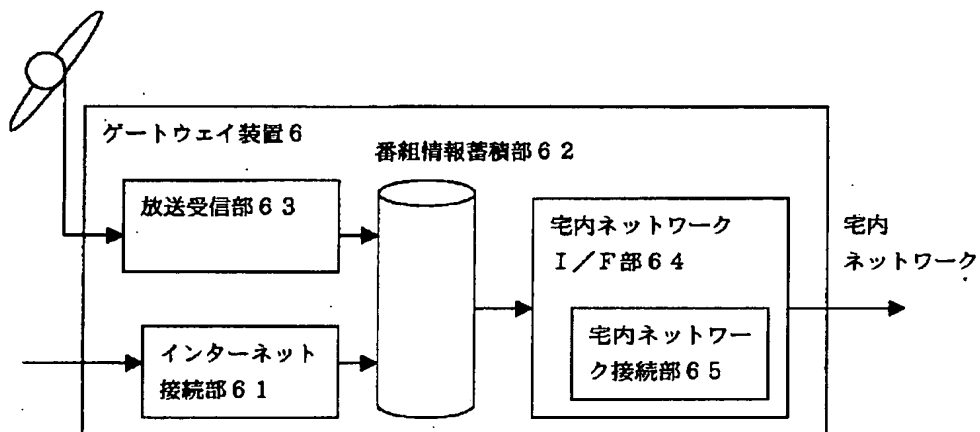 ゲートウェイ装置6
番組情報蓄積部62
放送受信部63
宅内ネットワーク
I/F部64
宅内
ネットワーク
宅内ネットワー
ク接続部65
インターネット
接続部61